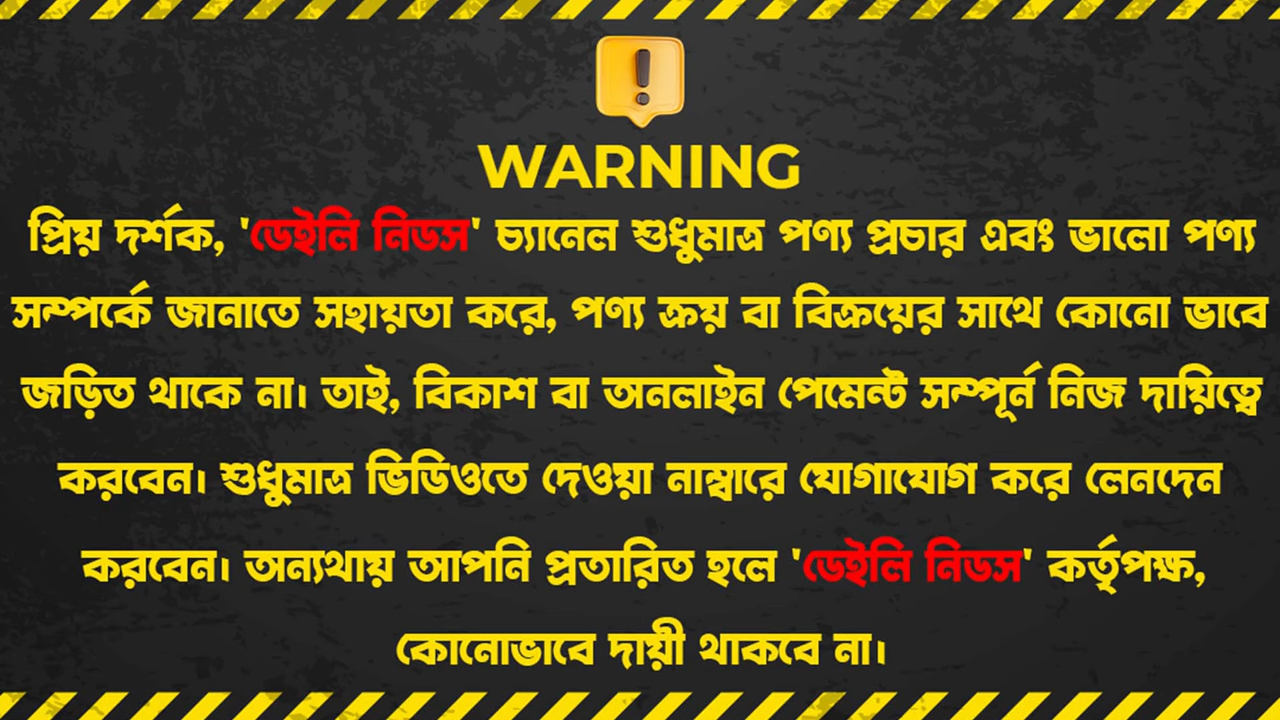 WARNING
প্রিয় দর্শক, 'ডেইলি নিডস' চ্যানেল শুধুমাত্র পণ্য প্রচার এবং ভালো পণ্য
সম্পর্কে জানাতে সহায়তা করে, পণ্য ক্রয় বা বিক্রয়ের সাথে কোনো ভাবে
জড়িত থাকে না। তাই, বিকাশ বা অনলাইন পেমেন্ট সম্পূর্ন নিজ দায়িত্বে
করবেন। শুধুমাত্র ভিডিওতে দেওয়া নাম্বারে যোগাযোগ করে লেনদেন
করবেন। অন্যথায় আপনি প্রতারিত হলে 'ডেইলি নিডস' কর্তৃপক্ষ,
কোনোভাবে দায়ী থাকবে না।